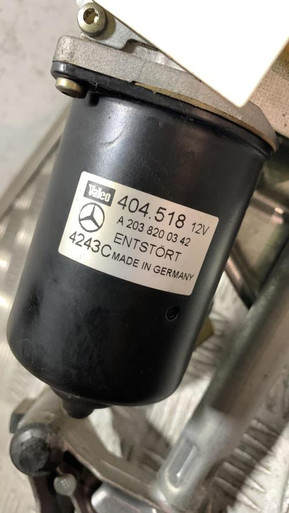 Valeo 404.518 12V
A 203 820 03 42
ENTSTÖRT
4243C MADE IN GERMANY